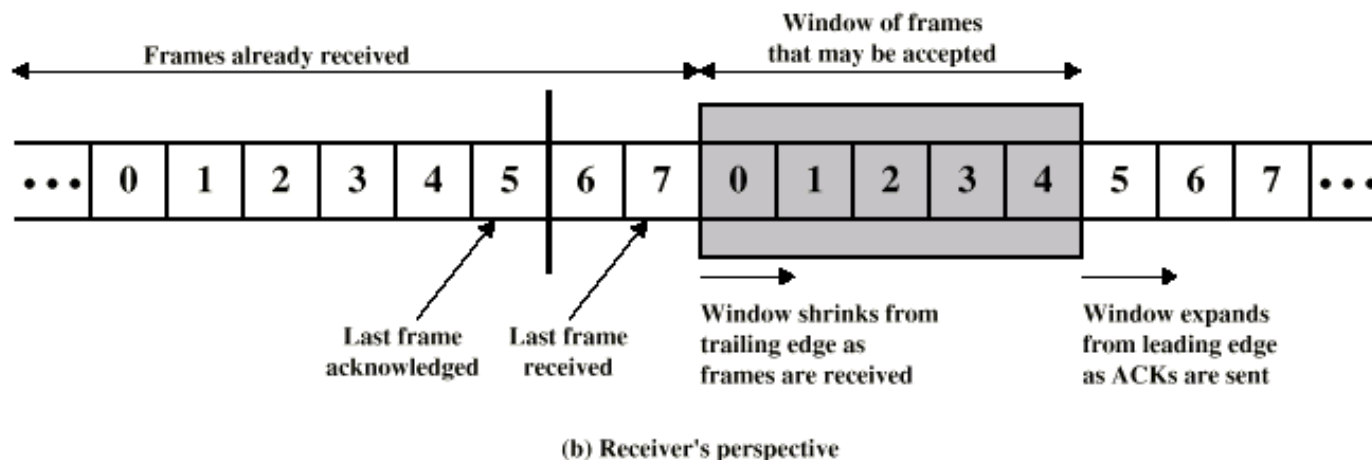 Window of frames
that may be accepted
Frames already received
••• 0 1 2 3 4 5 6 7 0 1 2 3 4 5 6 7 •••
Last frame
acknowledged
Last frame
received
Window shrinks from
trailing edge as
frames are received
Window expands
from leading edge
as ACKs are sent
(b) Receiver's perspective